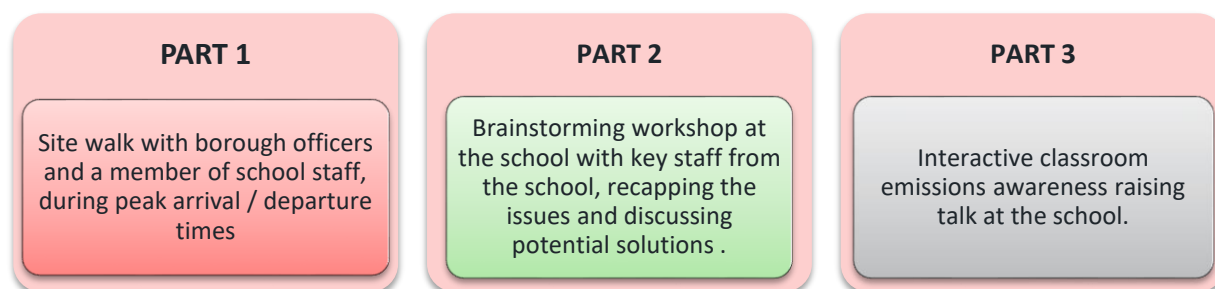 PART 1
Site walk with borough officers
and a member of school staff,
during peak arrival / departure
times
PART 2
Brainstorming workshop at
the school with key staff from
the school, recapping the
issues and discussing
potential solutions .
PART 3
Interactive classroom
emissions awareness raising
talk at the school.